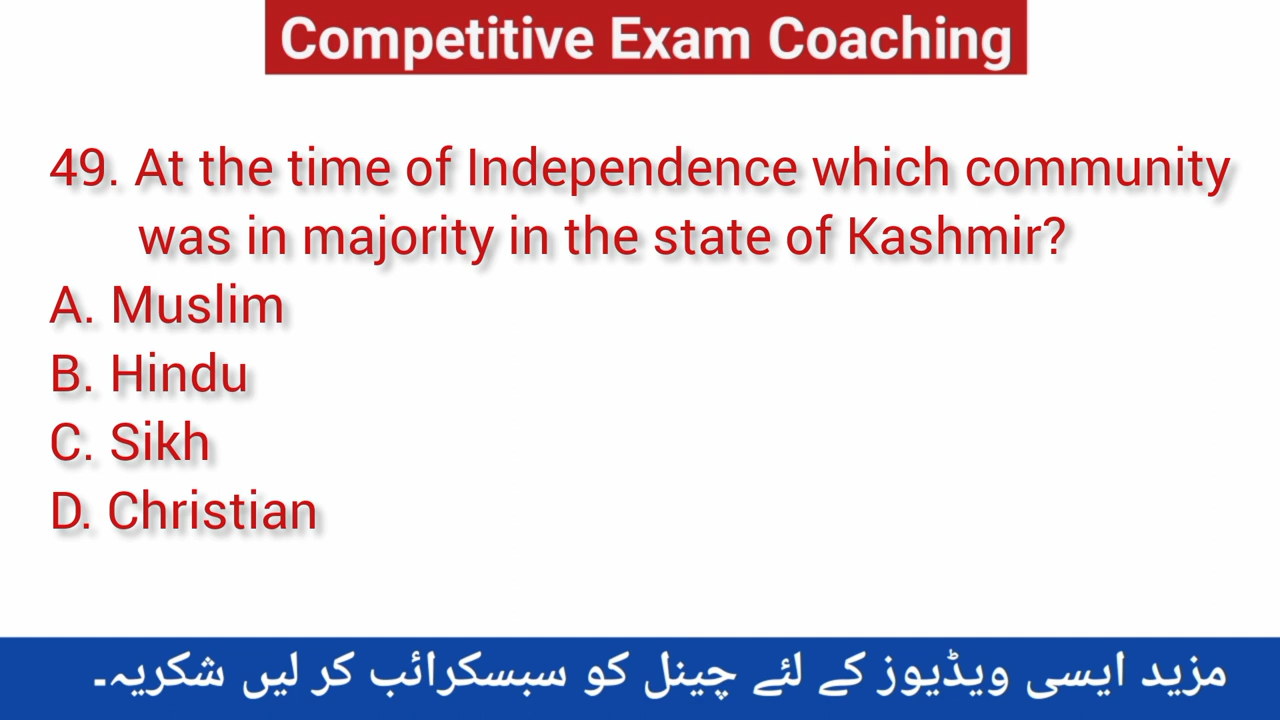 Competitive Exam Coaching
49. At the time of Independence which community
was in majority in the state of Kashmir?
A. Muslim
B. Hindu
C. Sikh
D. Christian
مزید ایسی ویڈیوز کے لئے چینل کو سبسکرائب کر لیں شکریہ۔